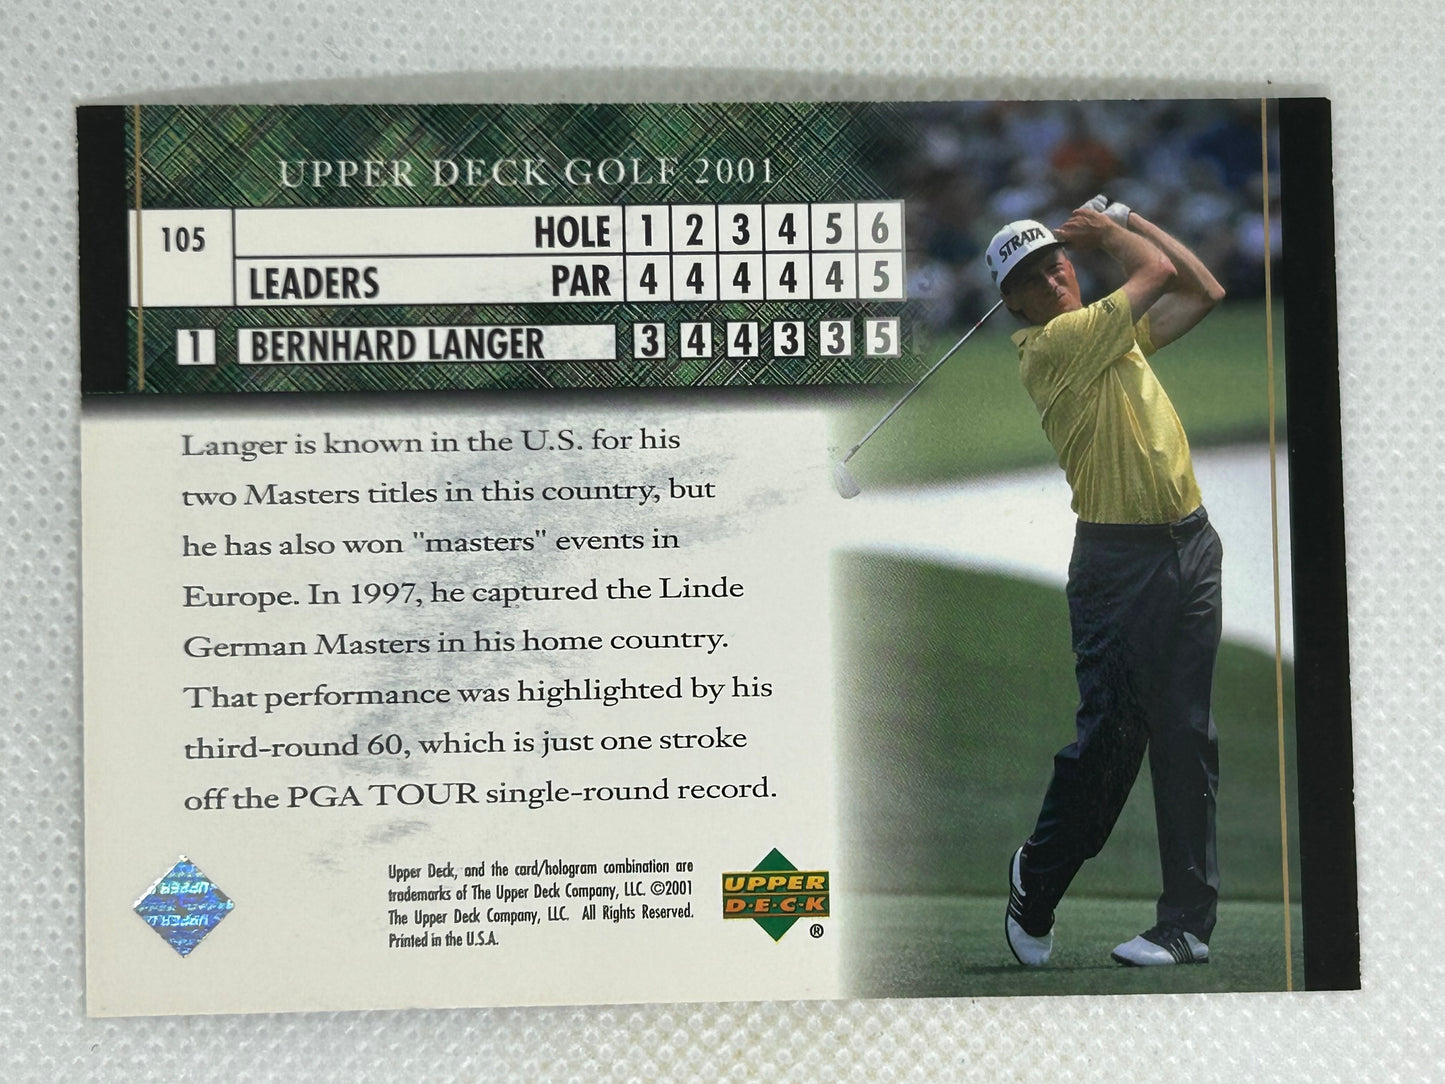 UPPER DECK GOLF 2001
105 HOLE 1 2 3 4 5 6
LEADERS PAR 4 4 4 4 4 5
1 BERNHARD LANGER 3 4 4 3 3 5
STRATA
Langer is known in the U.S. for his
two Masters titles in this country, but
he has also won "masters" events in
Europe. In 1997, he captured the Linde
German Masters in his home country.
That performance was highlighted by his
third-round 60, which is just one stroke
off the PGA TOUR single-round record.
Upper Deck, and the card/hologram combination are
trademarks of The Upper Deck Company, LLC. ©2001
The Upper Deck Company, LLC. All Rights Reserved.
Printed in the U.S.A.
UPPER
D·E·C·K
®